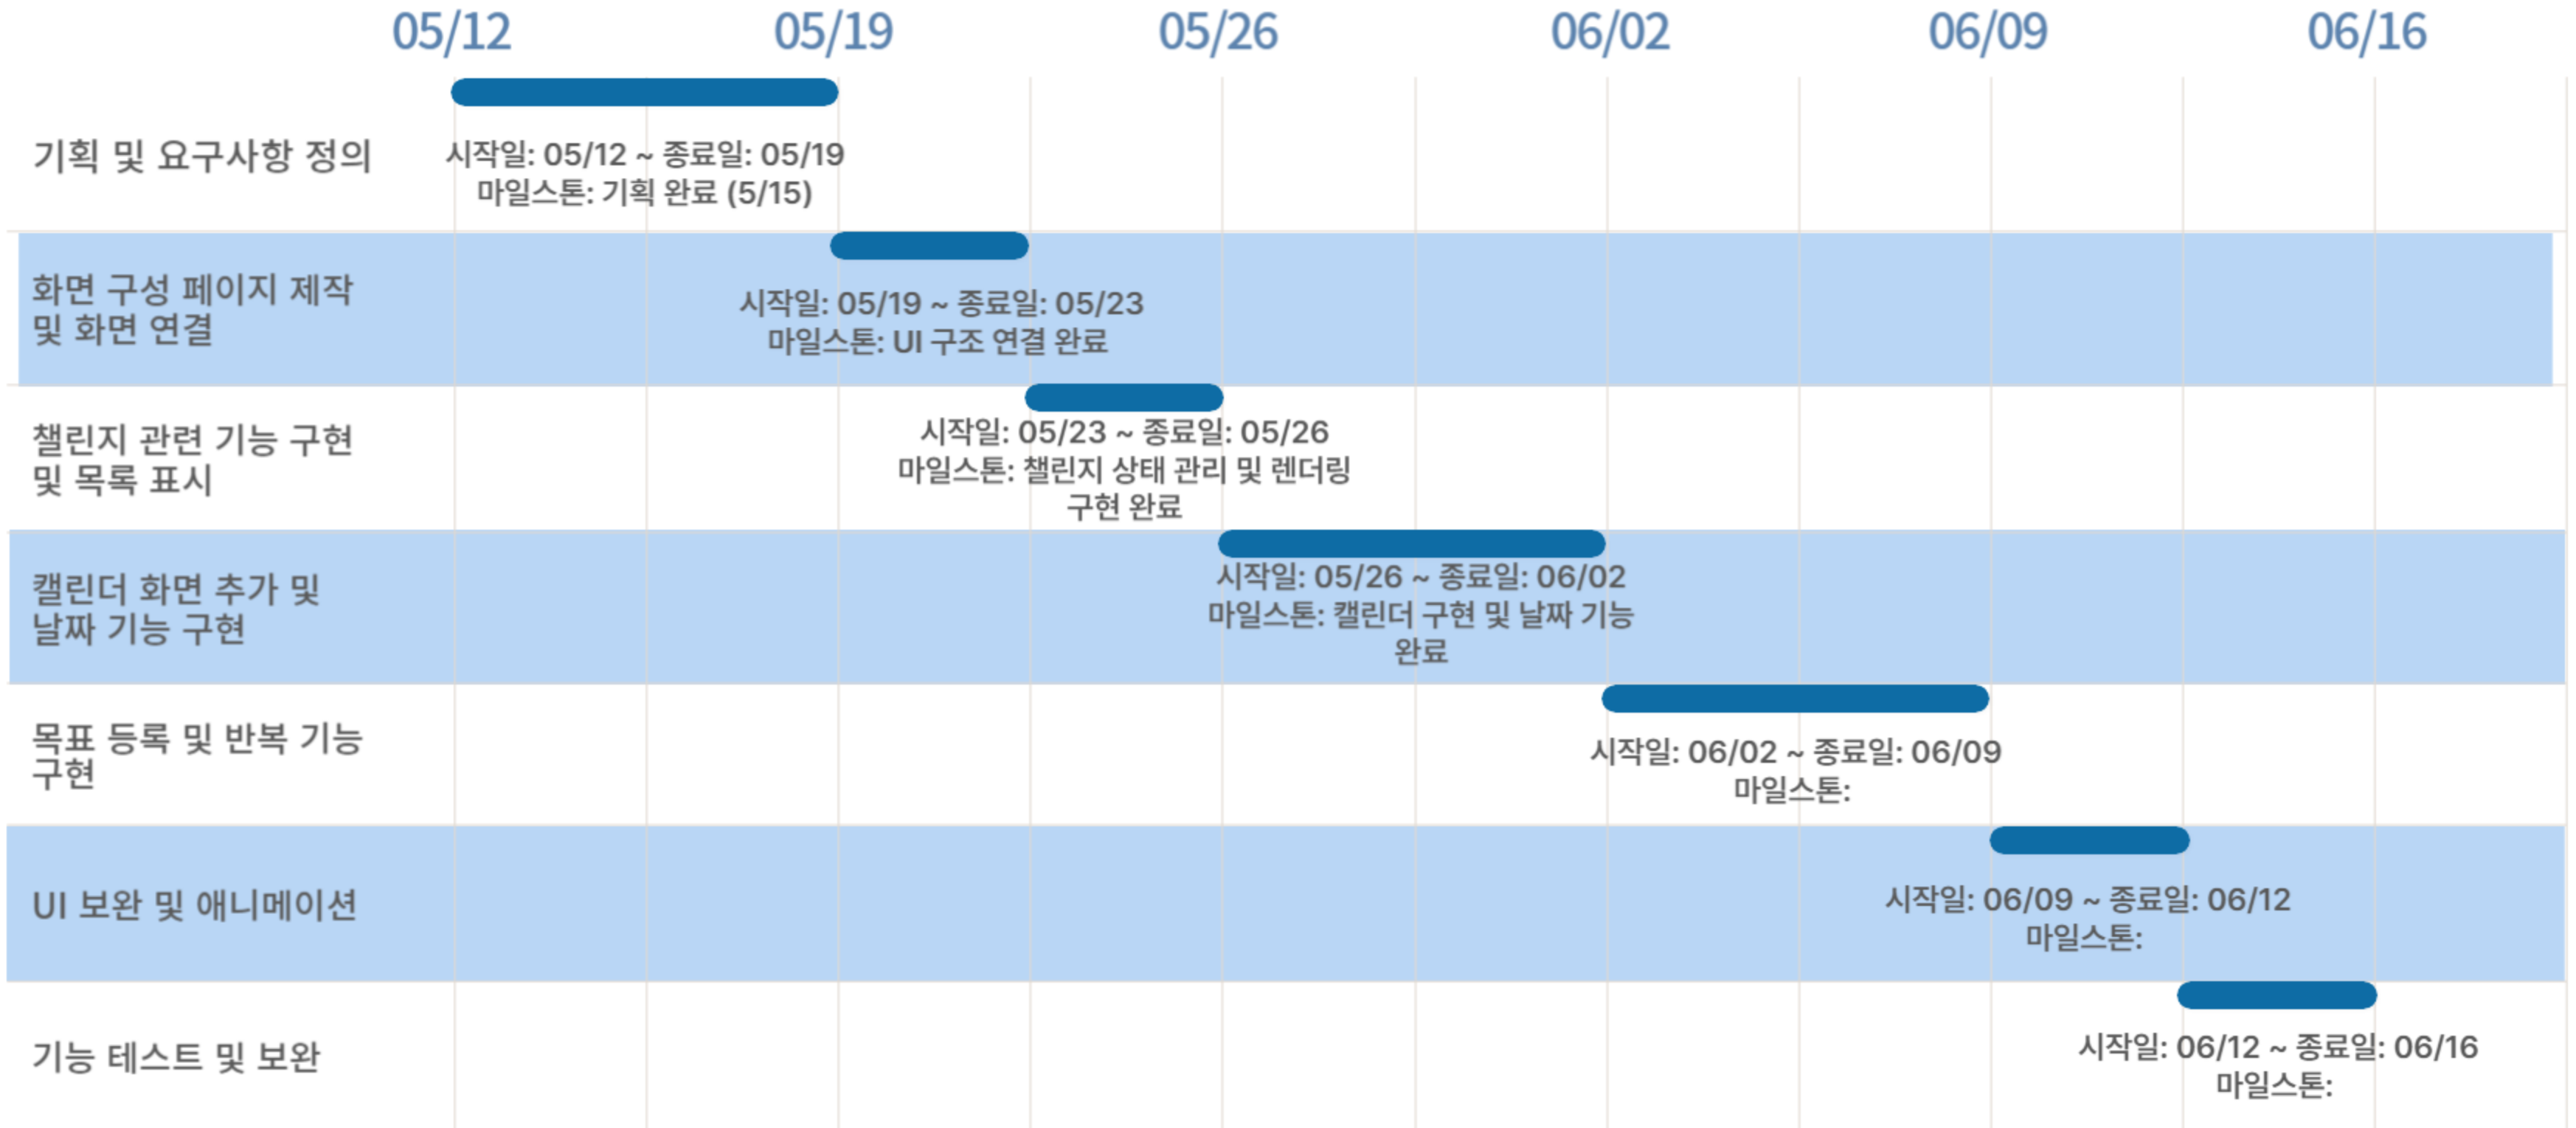 05/12 05/19 05/26 06/02 06/09 06/16
기획 및 요구사항 정의
시작일: 05/12 ~ 종료일: 05/19
마일스톤: 기획 완료 (5/15)
화면 구성 페이지 제작
및 화면 연결
시작일: 05/19 ~ 종료일: 05/23
마일스톤: UI 구조 연결 완료
챌린지 관련 기능 구현
및 목록 표시
시작일: 05/23 ~ 종료일: 05/26
마일스톤: 챌린지 상태 관리 및 렌더링
구현 완료
캘린더 화면 추가 및
날짜 기능 구현
시작일: 05/26 ~ 종료일: 06/02
마일스톤: 캘린더 구현 및 날짜 기능
완료
목표 등록 및 반복 기능
구현
시작일: 06/02 ~ 종료일: 06/09
마일스톤:
UI 보완 및 애니메이션
시작일: 06/09 ~ 종료일: 06/12
마일스톤:
기능 테스트 및 보완
시작일: 06/12 ~ 종료일: 06/16
마일스톤: